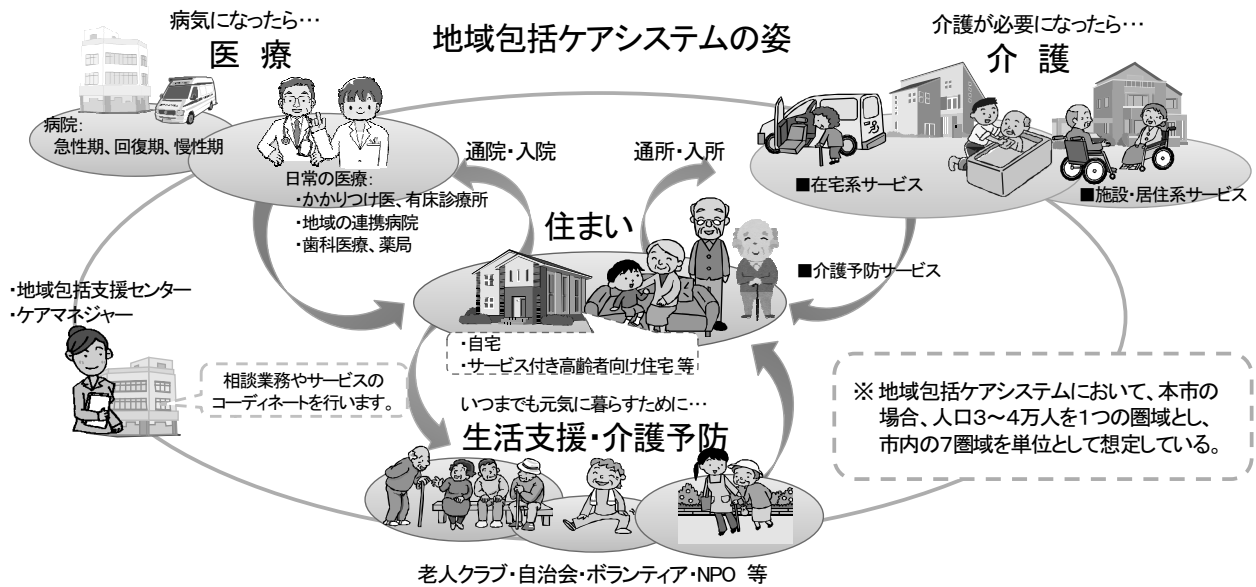 地域包括ケアシステムの姿
病気になったら…
医 療
病院:
急性期、回復期、慢性期
日常の医療:
・かかりつけ医、有床診療所
・地域の連携病院
・歯科医療、薬局
通院・入院
通所・入所
介護が必要になったら…
介 護
■在宅系サービス
■施設・居住系サービス
■介護予防サービス
住まい
・自宅
・サービス付き高齢者向け住宅 等
・地域包括支援センター
・ケアマネジャー
相談業務やサービスの
コーディネートを行います。
いつまでも元気に暮らすために…
生活支援・介護予防
老人クラブ・自治会・ボランティア・NPO 等
※ 地域包括ケアシステムにおいて、本市の
場合、人口3～4万人を1つの圏域とし、
市内の7圏域を単位として想定している。